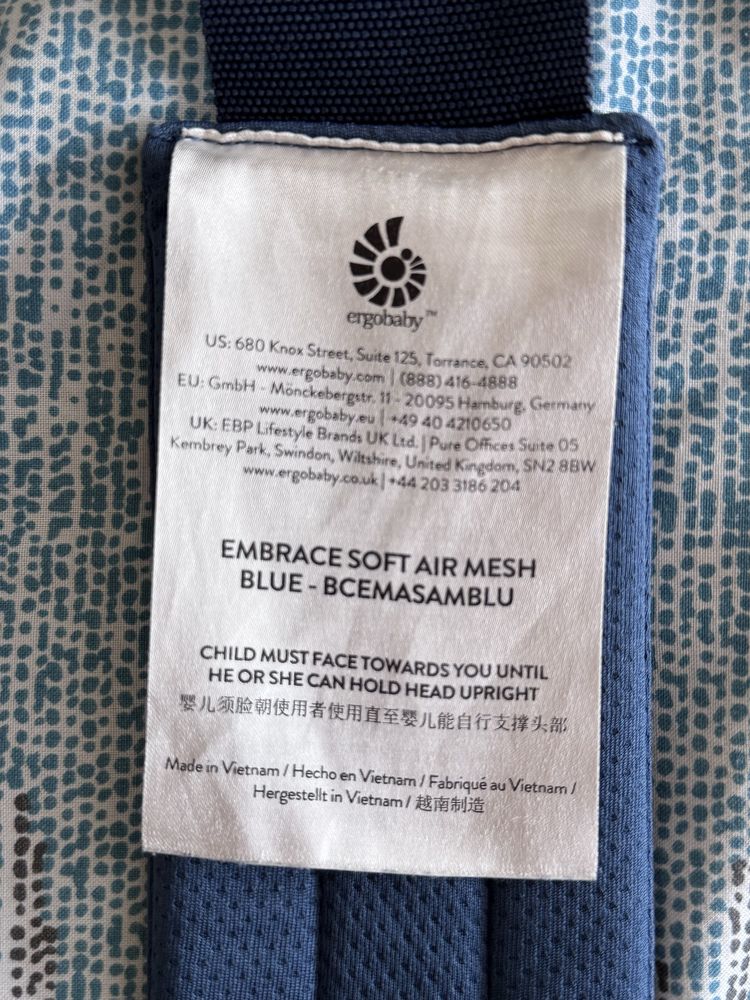 ergobaby™
US: 680 Knox Street, Suite 125, Torrance, CA 90502
www.ergobaby.com | (888) 416-4888
EU: GmbH - Mönckebergstr. 11 - 20095 Hamburg, Germany
www.ergobaby.eu | +49 40 4210650
UK: EBP Lifestyle Brands UK Ltd. | Pure Offices Suite 05
Kembrey Park, Swindon, Wiltshire, United Kingdom, SN2 8BW
www.ergobaby.co.uk | +44 203 3186 204
EMBRACE SOFT AIR MESH
BLUE - BCEMASAMBLU
CHILD MUST FACE TOWARDS YOU UNTIL
HE OR SHE CAN HOLD HEAD UPRIGHT
婴儿须脸朝使用者使用直至婴儿能自行支撑头部
Made in Vietnam / Hecho en Vietnam / Fabriqué au Vietnam /
Hergestellt in Vietnam / 越南制造